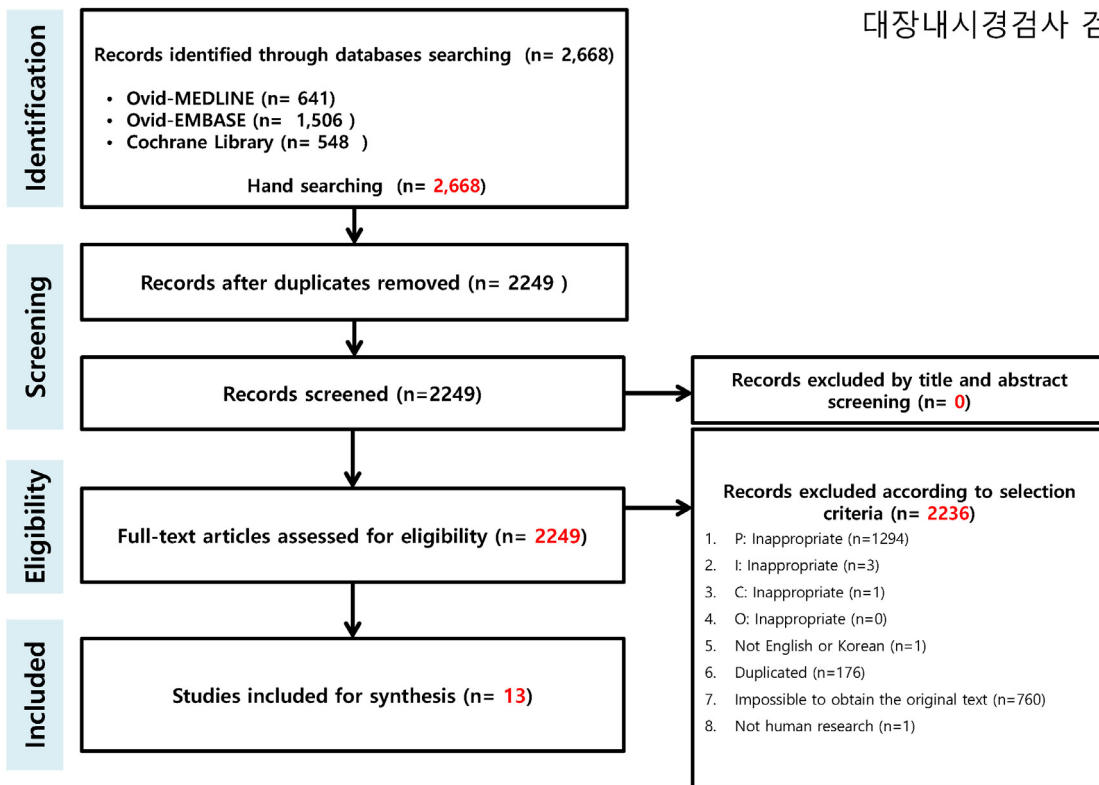 대장내시경검사 검
Identification
Records identified through databases searching (n= 2,668)
• Ovid-MEDLINE (n= 641)
• Ovid-EMBASE (n= 1,506 )
• Cochrane Library (n= 548 )
Hand searching (n= 2,668)
Screening
Records after duplicates removed (n= 2249 )
Records screened (n=2249)
Records excluded by title and abstract
screening (n= 0)
Eligibility
Full-text articles assessed for eligibility (n= 2249)
Records excluded according to selection
criteria (n= 2236)
1. P: Inappropriate (n=1294)
2. I: Inappropriate (n=3)
3. C: Inappropriate (n=1)
4. O: Inappropriate (n=0)
5. Not English or Korean (n=1)
6. Duplicated (n=176)
7. Impossible to obtain the original text (n=760)
8. Not human research (n=1)
Included
Studies included for synthesis (n= 13)